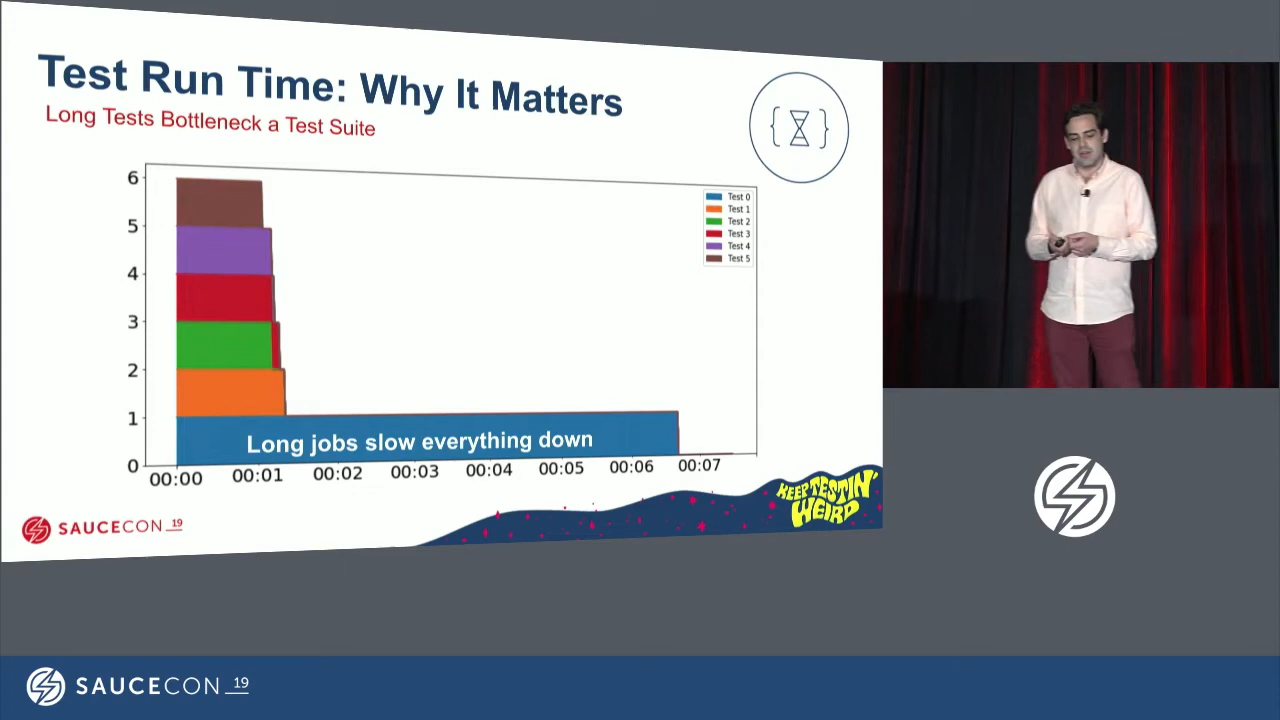 Test Run Time: Why It Matters
Long Tests Bottleneck a Test Suite
6
5
4
3
2
1
0
Test 0
Test 1
Test 2
Test 3
Test 4
Test 5
Long jobs slow everything down
00:00 00:01 00:02 00:03 00:04 00:05 00:06 00:07
KEEP TESTIN'
WEIRD
SAUCECON 19
SAUCECON 19